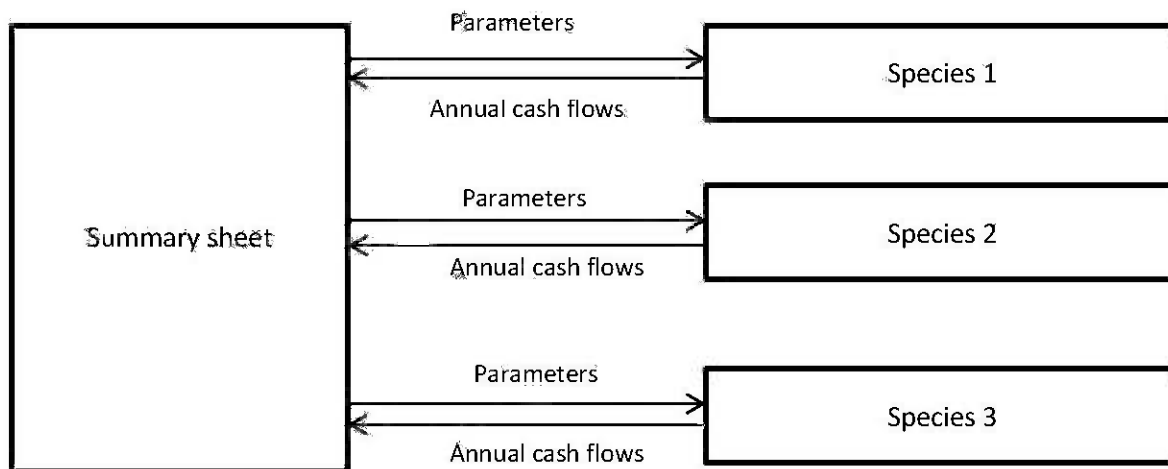 Parameters
Species 1
Annual cash flows
Parameters
Summary sheet
Species 2
Annual cash flows
Parameters
Species 3
Annual cash flows